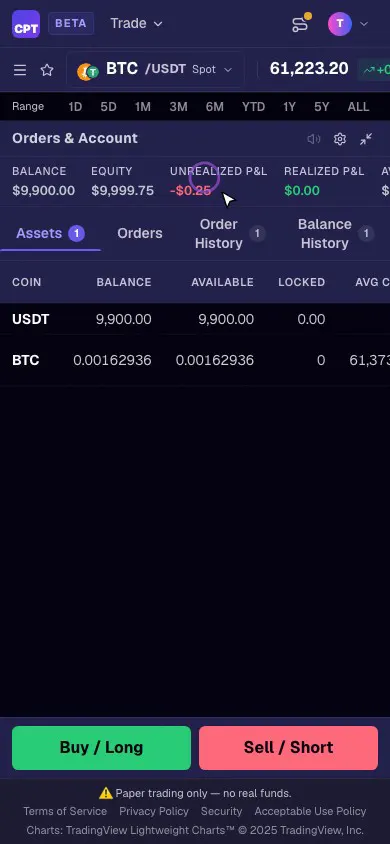 CPT BETA Trade T
BTC /USDT Spot 61,223.20 +0
Range 1D 5D 1M 3M 6M YTD 1Y 5Y ALL
Orders & Account
BALANCE EQUITY UNREALIZED P&L REALIZED P&L
$9,900.00 $9,999.75 -$0.25 $0.00
Assets 1 Orders Order History 1 Balance History 1
COIN BALANCE AVAILABLE LOCKED AVG C
USDT 9,900.00 9,900.00 0.00
BTC 0.00162936 0.00162936 0 61,373
Buy / Long Sell / Short
⚠️ Paper trading only — no real funds.
Terms of Service Privacy Policy Security Acceptable Use Policy
Charts: TradingView Lightweight Charts™ © 2025 TradingView, Inc.